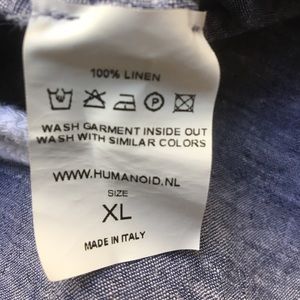 100% LINEN
P
WASH GARMENT INSIDE OUT
WASH WITH SIMILAR COLORS
WWW.HUMANOID.NL
SIZE
XL
MADE IN ITALY